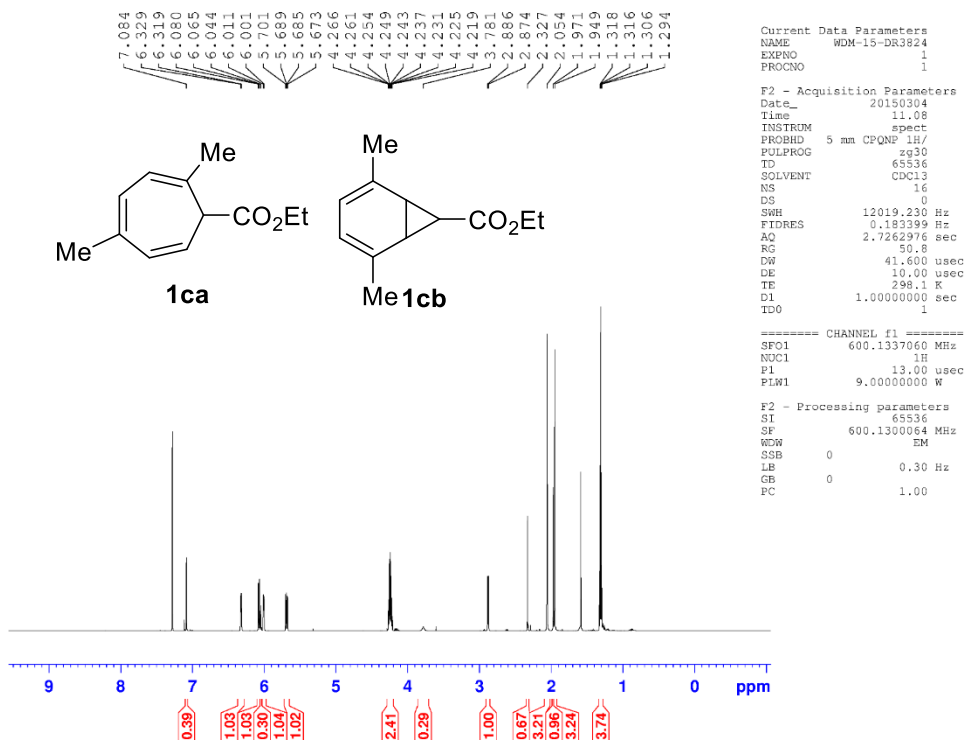 7.084
6.329
6.319
6.080
6.065
6.044
6.011
6.001
5.701
5.689
5.685
5.673
4.266
4.261
4.254
4.249
4.243
4.237
4.231
4.225
4.219
3.781
2.886
2.874
2.327
2.054
1.971
1.949
1.318
1.316
1.306
1.294
Me
CO2Et
Me
1ca
Me
CO2Et
Me
1cb
Current Data Parameters
NAME WDM-15-DR3824
EXPNO 1
PROCNO 1
F2 - Acquisition Parameters
Date_ 20150304
Time 11.08
INSTRUM spect
PROBHD 5 mm CPQNP 1H/
PULPROG zg30
TD 65536
SOLVENT CDCl3
NS 16
DS 0
SWH 12019.230 Hz
FIDRES 0.183399 Hz
AQ 2.7262976 sec
RG 50.8
DW 41.600 usec
DE 10.00 usec
TE 298.1 K
D1 1.00000000 sec
TD0 1
======== CHANNEL f1 ========
SFO1 600.1337060 MHz
NUC1 1H
P1 13.00 usec
PLW1 9.00000000 W
F2 - Processing parameters
SI 65536
SF 600.1300064 MHz
WDW EM
SSB 0
LB 0.30 Hz
GB 0
PC 1.00
9 8 7 6 5 4 3 2 1 0 ppm
0.39
1.03
1.03
0.30
1.04
1.02
2.41
0.29
1.00
0.67
3.21
0.96
3.24
3.74